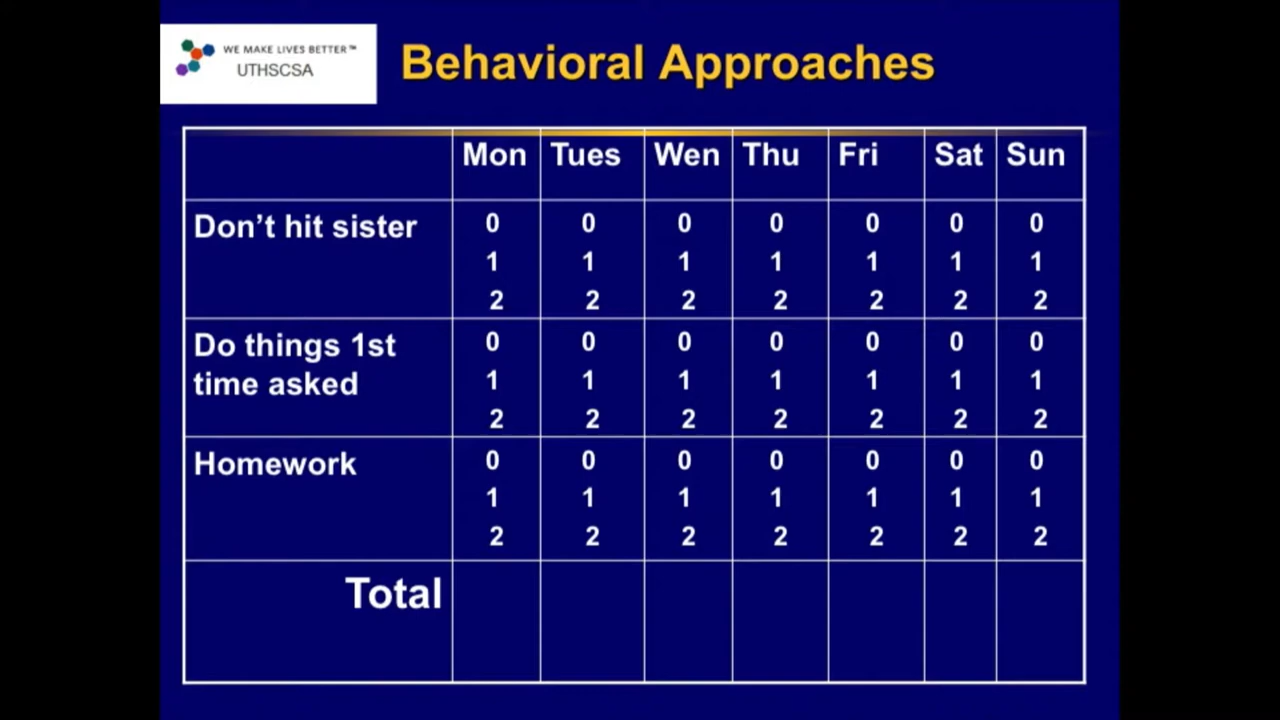 WE MAKE LIVES BETTER™
UTHSCSA
Behavioral Approaches
Mon Tues Wen Thu Fri Sat Sun
Don't hit sister
0 0 0 0 0 0 0
1 1 1 1 1 1 1
2 2 2 2 2 2 2
Do things 1st
time asked
0 0 0 0 0 0 0
1 1 1 1 1 1 1
2 2 2 2 2 2 2
Homework
0 0 0 0 0 0 0
1 1 1 1 1 1 1
2 2 2 2 2 2 2
Total